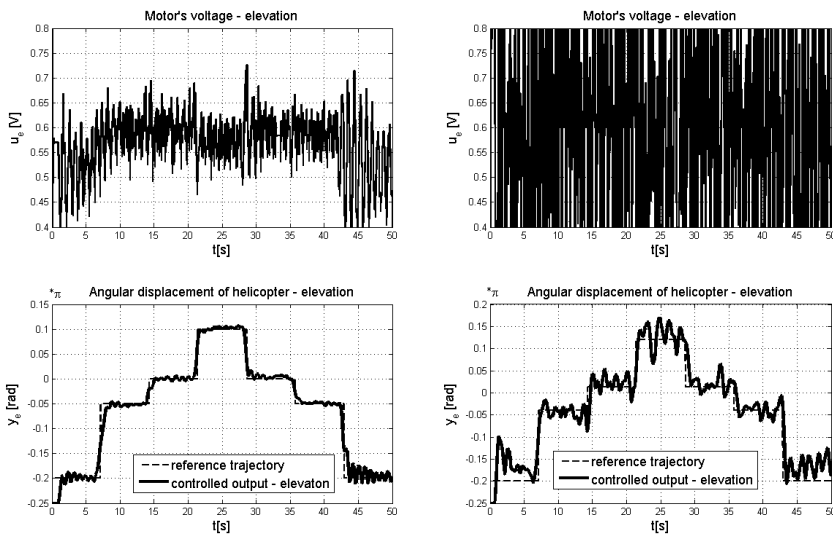 Motor's voltage - elevation
0.8
0.75
0.7
0.65
0.6
0.55
0.5
0.45
0.4
u_e [V]
0 5 10 15 20 25 30 35 40 45 50
t[s]
Motor's voltage - elevation
0.8
0.75
0.7
0.65
0.6
0.55
0.5
0.45
0.4
u_e [V]
0 5 10 15 20 25 30 35 40 45 50
t[s]
*π
Angular displacement of helicopter - elevation
0.15
0.1
0.05
0
-0.05
-0.1
-0.15
-0.2
-0.25
y_e [rad]
reference trajectory
controlled output - elevaton
0 5 10 15 20 25 30 35 40 45 50
t[s]
*π
Angular displacement of helicopter - elevation
0.2
0.15
0.1
0.05
0
-0.05
-0.1
-0.15
-0.2
-0.25
y_e [rad]
reference trajectory
controlled output - elevation
0 5 10 15 20 25 30 35 40 45 50
t[s]